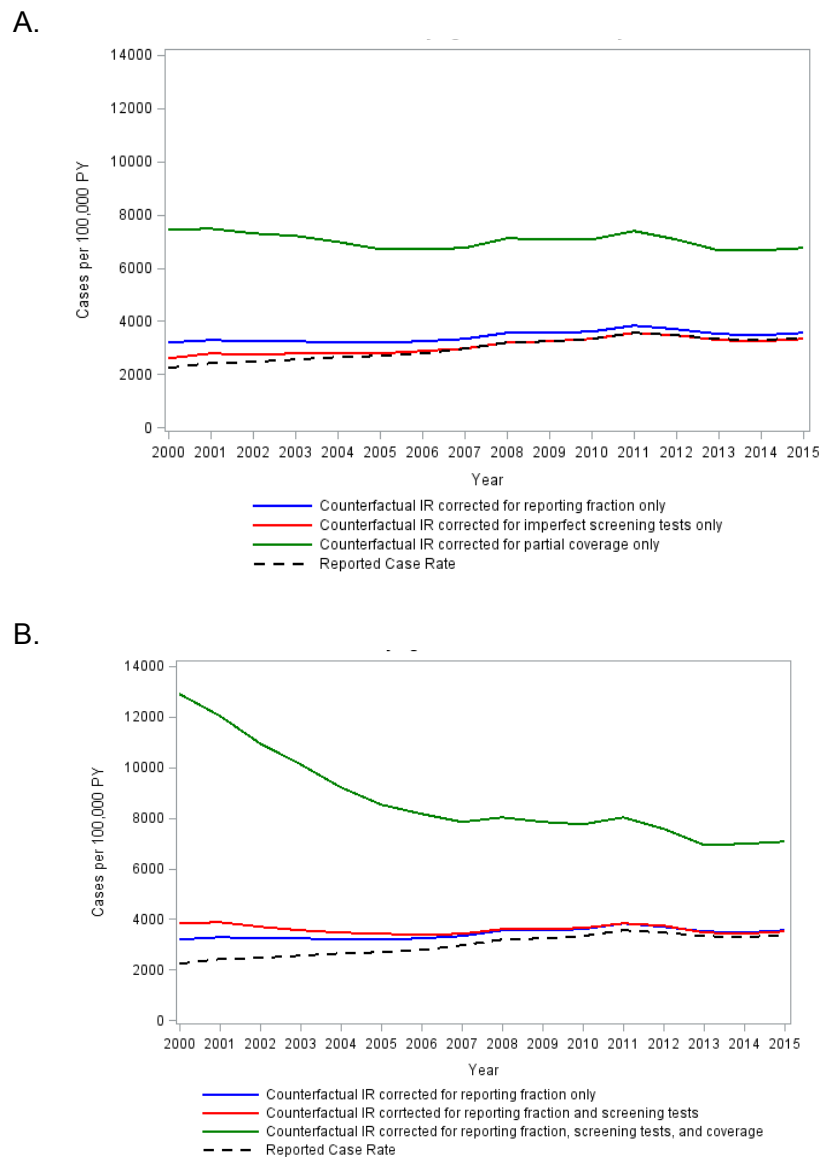 A.
14000
12000
10000
8000
6000
4000
2000
0
Cases per 100,000 PY
2000 2001 2002 2003 2004 2005 2006 2007 2008 2009 2010 2011 2012 2013 2014 2015
Year
Counterfactual IR corrected for reporting fraction only
Counterfactual IR corrected for imperfect screening tests only
Counterfactual IR corrected for partial coverage only
Reported Case Rate
B.
14000
12000
10000
8000
6000
4000
2000
0
Cases per 100,000 PY
2000 2001 2002 2003 2004 2005 2006 2007 2008 2009 2010 2011 2012 2013 2014 2015
Year
Counterfactual IR corrected for reporting fraction only
Counterfactual IR corrtected for reporting fraction and screening tests
Counterfactual IR corrected for reporting fraction, screening tests, and coverage
Reported Case Rate